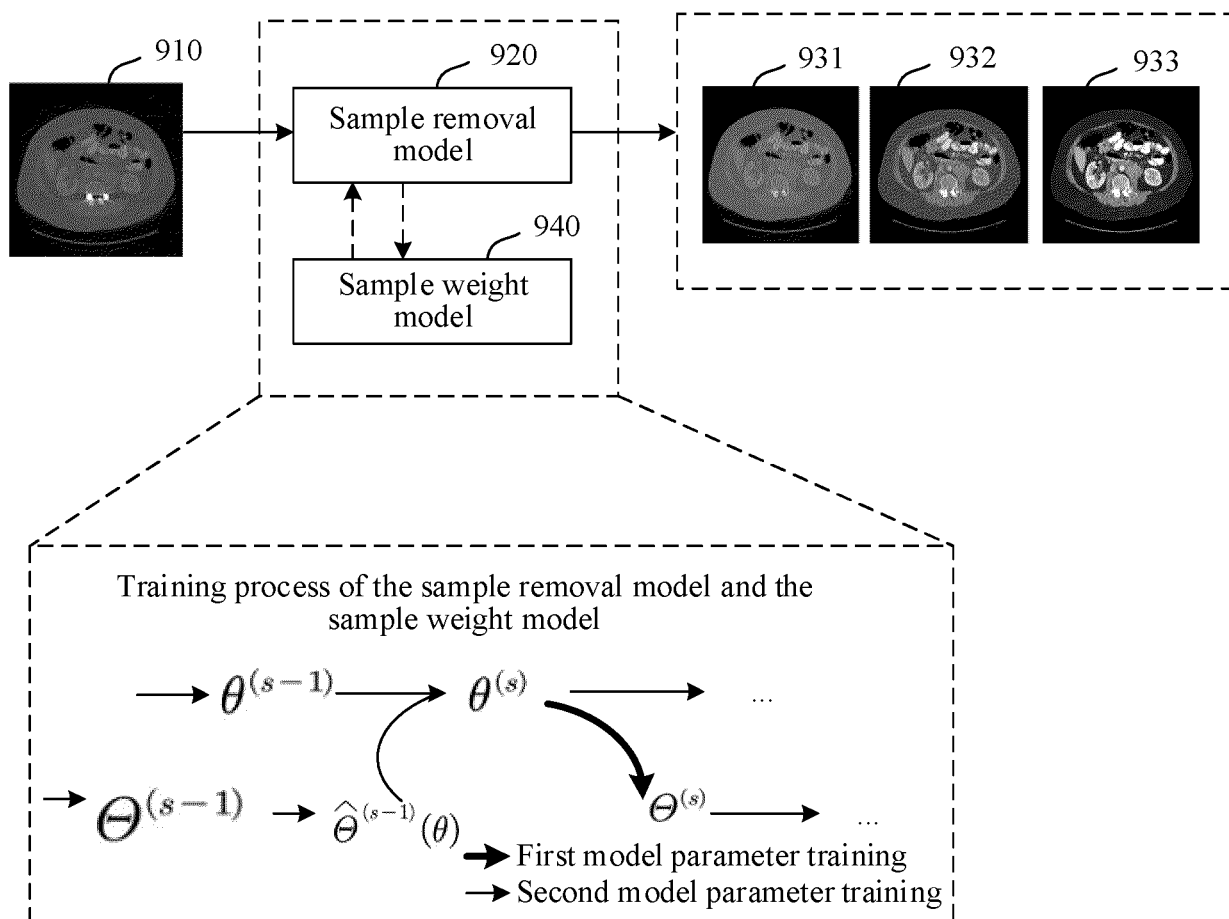 910
920
931
932
933
Sample removal
model
940
Sample weight
model
Training process of the sample removal model and the
sample weight model
θ^(s−1)
θ^(s)
...
Θ^(s−1)
Θ̂^(s−1)(θ)
Θ^(s)
...
First model parameter training
Second model parameter training